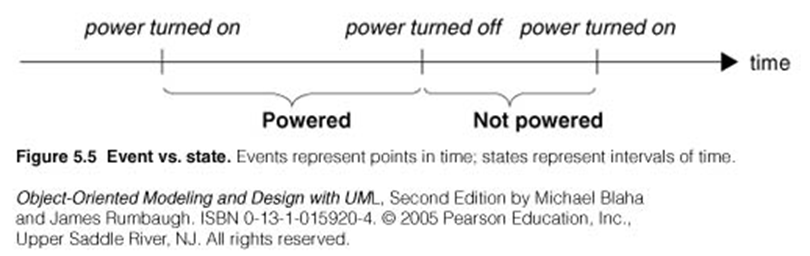 power turned on power turned off power turned on
time
Powered Not powered
Figure 5.5 Event vs. state. Events represent points in time; states represent intervals of time.
Object-Oriented Modeling and Design with UML, Second Edition by Michael Blaha
and James Rumbaugh. ISBN 0-13-1-015920-4. © 2005 Pearson Education, Inc.,
Upper Saddle River, NJ. All rights reserved.